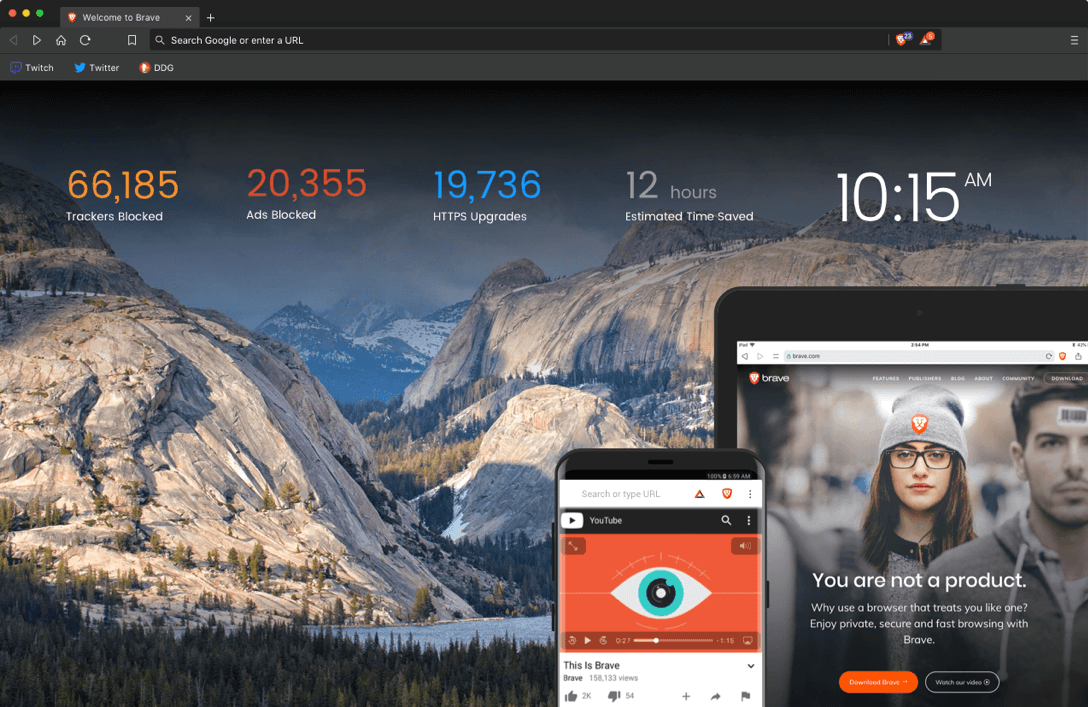 Welcome to Brave
Search Google or enter a URL
23
5
Twitch
Twitter
DDG
66,185
Trackers Blocked
20,355
Ads Blocked
19,736
HTTPS Upgrades
12 hours
Estimated Time Saved
10:15 AM
iPad
2:54 PM
42%
brave.com
brave
FEATURES PUBLISHERS BLOG ABOUT COMMUNITY DOWNLOAD
You are not a product.
Why use a browser that treats you like one?
Enjoy private, secure and fast browsing with
Brave.
Download Brave →
Watch our video
100% 6:59 AM
Search or type URL
YouTube
0:27
-1:15
This Is Brave
Brave 158,133 views
2K
54